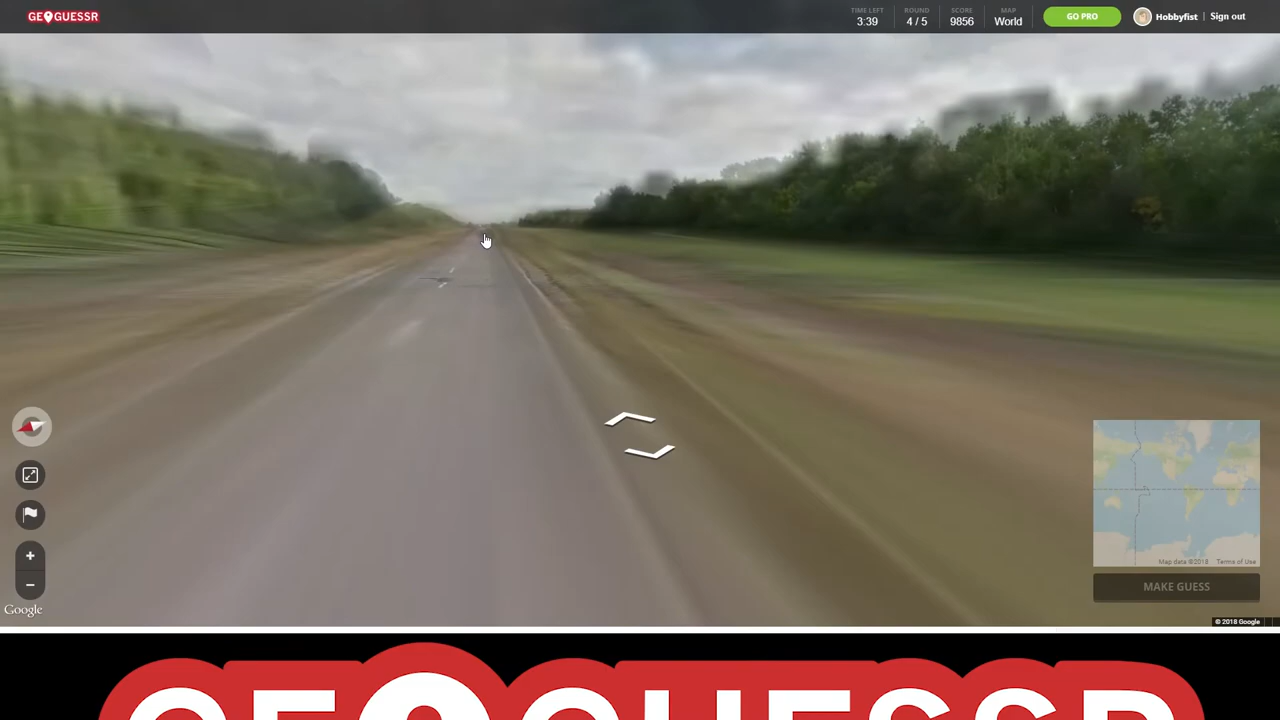 GEOGUESSR
TIME LEFT
3:39
ROUND
4 / 5
SCORE
9856
MAP
World
GO PRO
Hobbyfist | Sign out
+
−
Google
Map data ©2018 Terms of Use
MAKE GUESS
© 2018 Google
GEOGUESSR